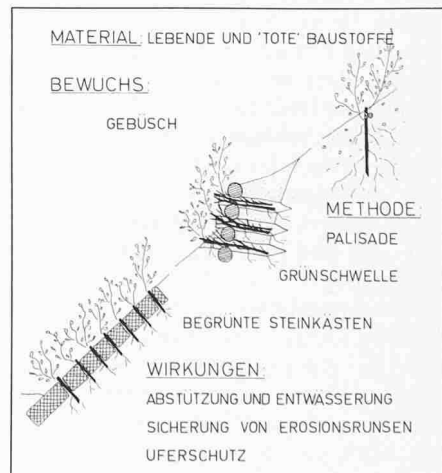 MATERIAL: LEBENDE UND 'TOTE' BAUSTOFFE
BEWUCHS:
GEBÜSCH
METHODE:
PALISADE
GRÜNSCHWELLE
BEGRÜNTE STEINKÄSTEN
WIRKUNGEN:
ABSTÜTZUNG UND ENTWÄSSERUNG
SICHERUNG VON EROSIONSRUNSEN
UFERSCHUTZ